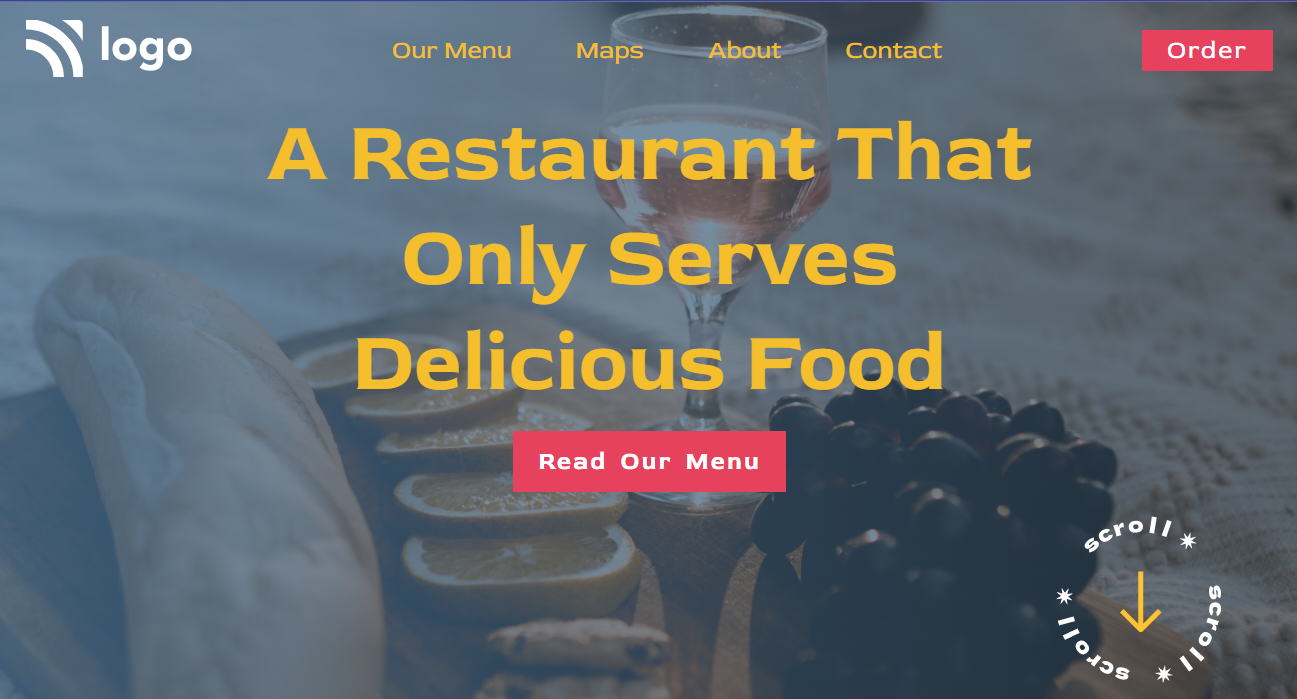 logo
Our Menu Maps About Contact
Order
A Restaurant That
Only Serves
Delicious Food
Read Our Menu
scroll
scroll
scroll